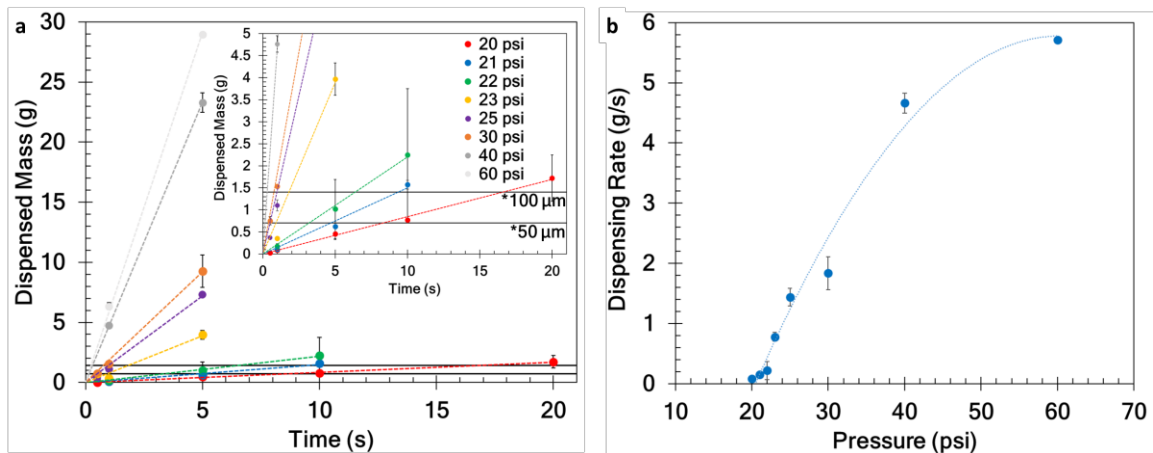 a
Dispensed Mass (g)
30
25
20
15
10
5
0
0
5
10
15
20
Time (s)
Dispensed Mass (g)
5
4.5
4
3.5
3
2.5
2
1.5
1
0.5
0
0
5
10
15
20
Time (s)
20 psi
21 psi
22 psi
23 psi
25 psi
30 psi
40 psi
60 psi
*100 µm
*50 µm
b
Dispensing Rate (g/s)
6
4
2
0
10
20
30
40
50
60
70
Pressure (psi)